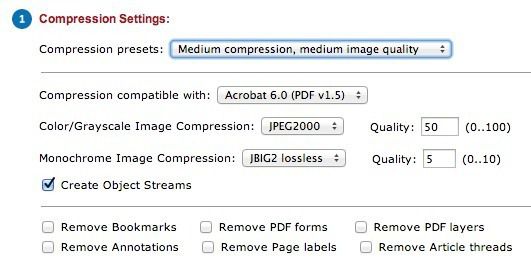 1 Compression Settings:
Compression presets: Medium compression, medium image quality
Compression compatible with: Acrobat 6.0 (PDF v1.5)
Color/Grayscale Image Compression: JPEG2000 Quality: 50 (0..100)
Monochrome Image Compression: JBIG2 lossless Quality: 5 (0..10)
Create Object Streams
Remove Bookmarks Remove PDF forms Remove PDF layers
Remove Annotations Remove Page labels Remove Article threads